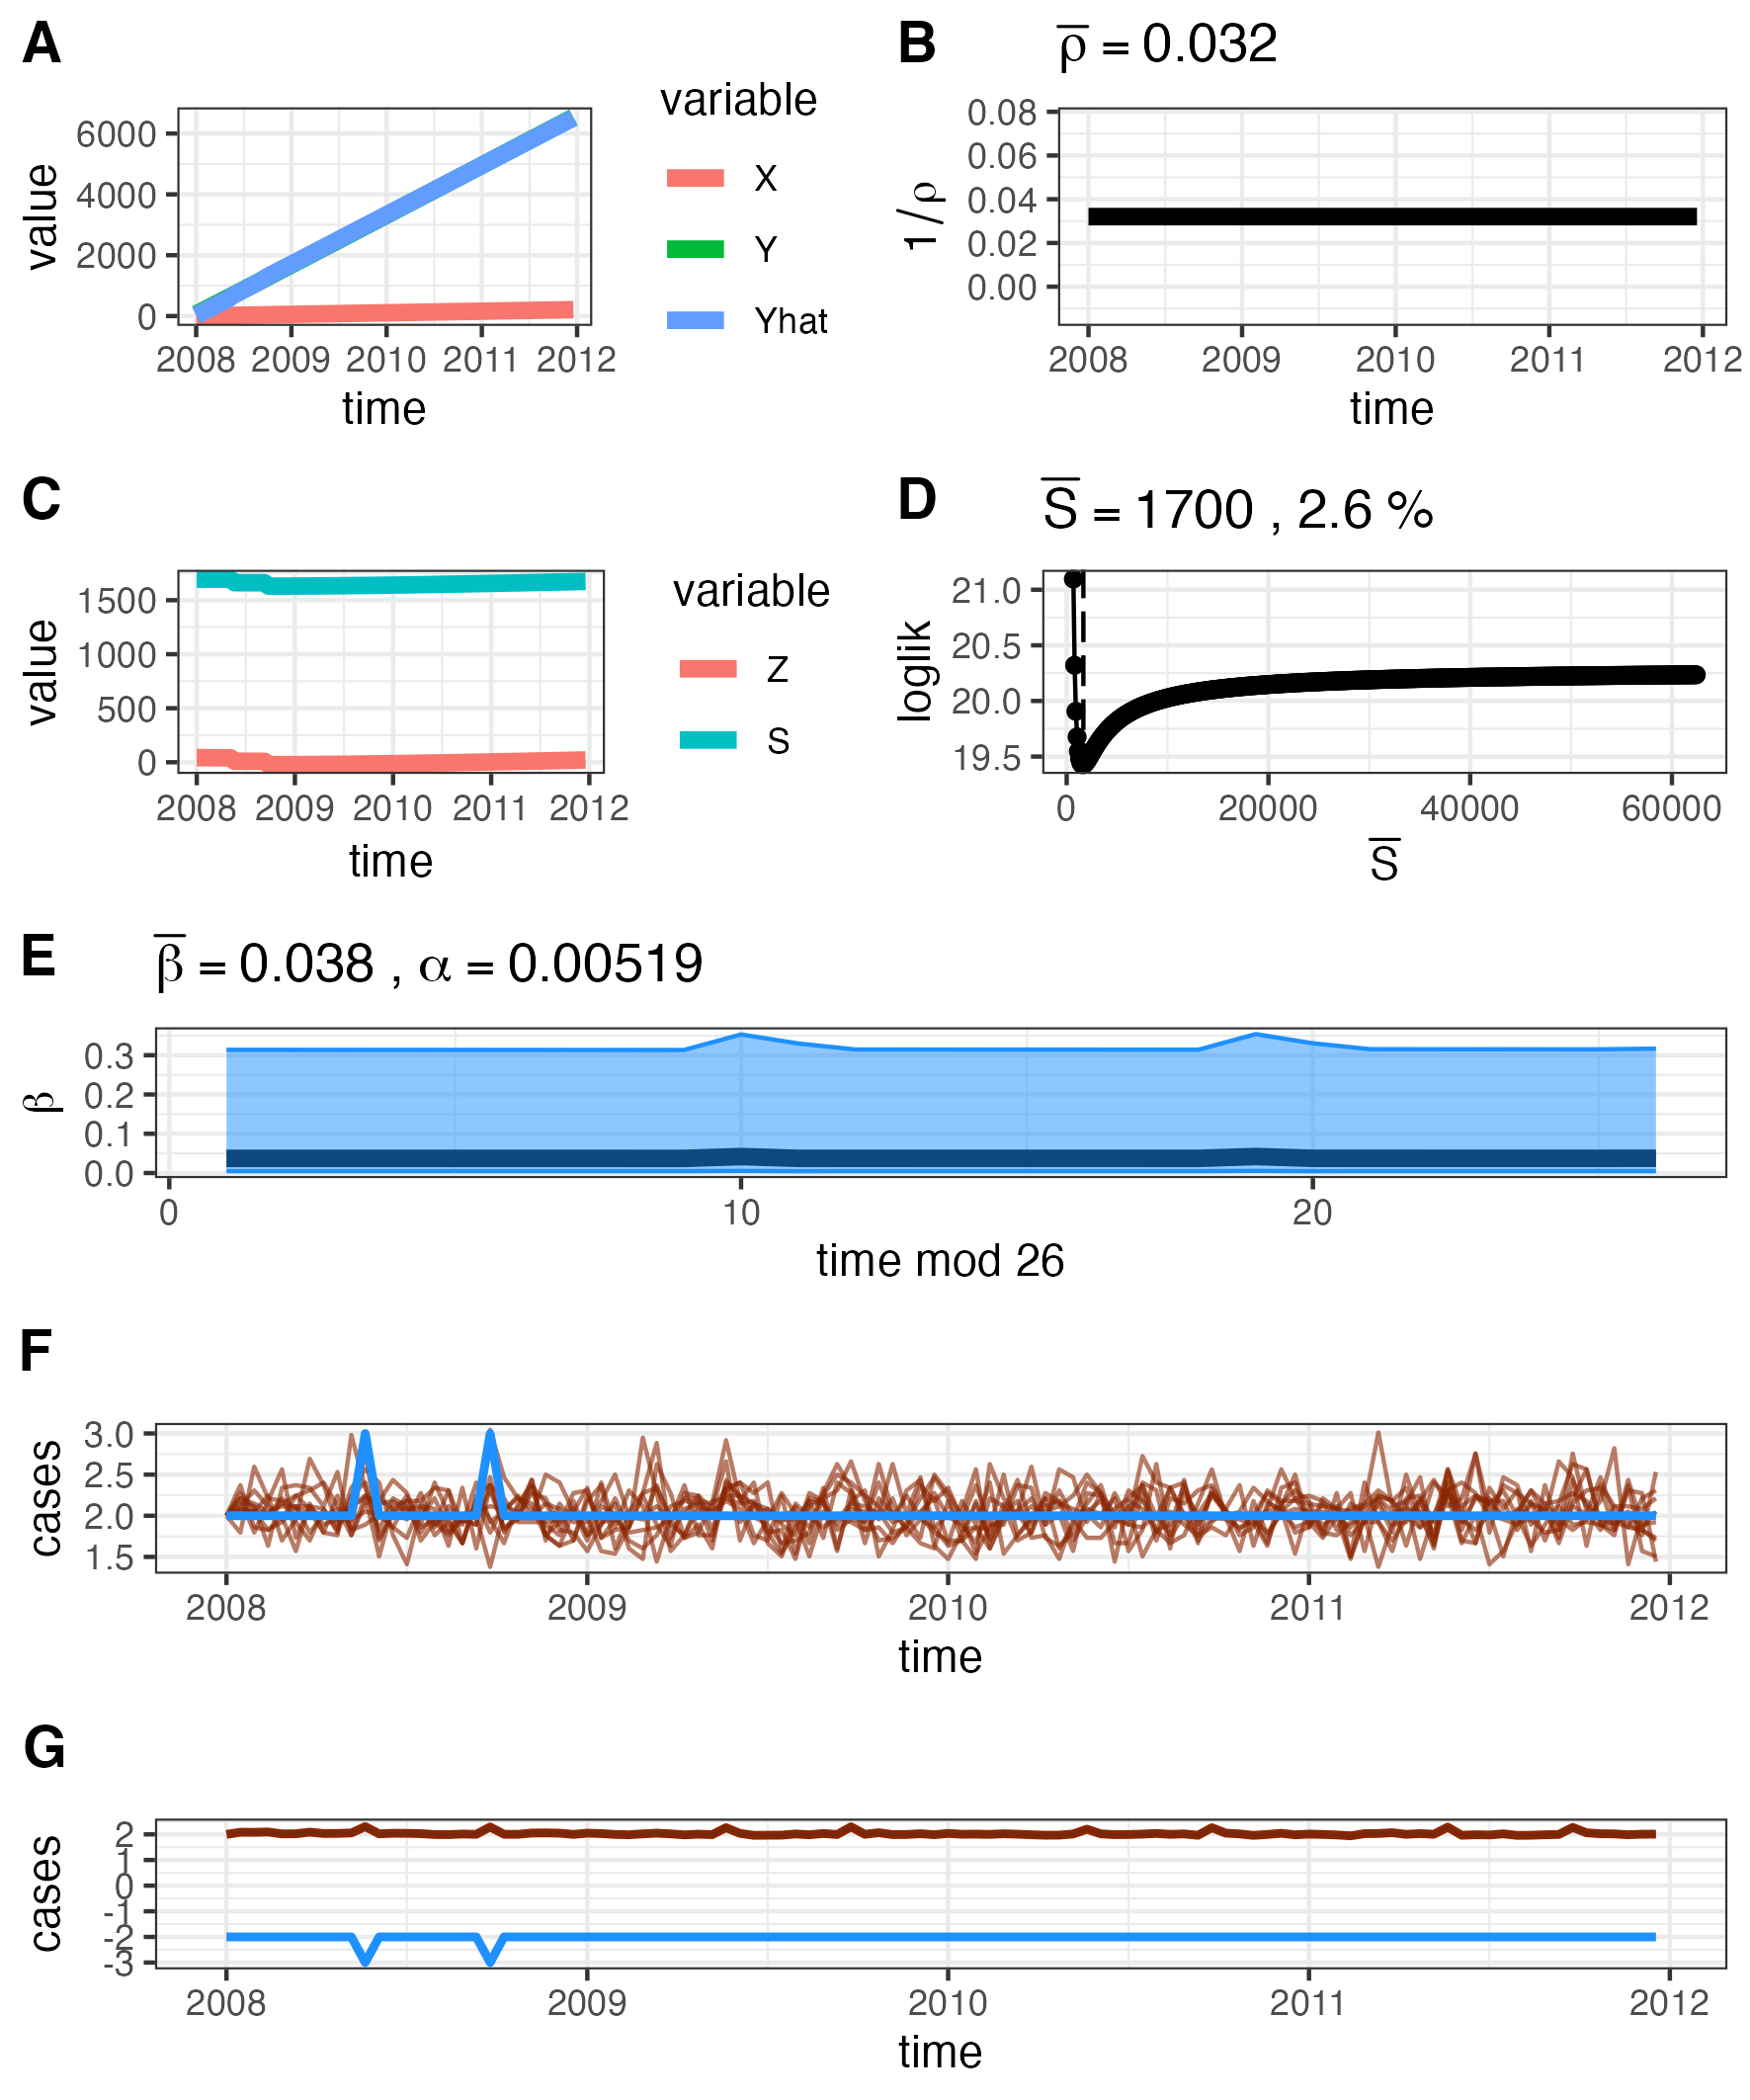 A
variable
X
Y
Yhat
value
6000
4000
2000
0
2008 2009 2010 2011 2012
time
B
ρ = 0.032
1/ρ
0.08
0.06
0.04
0.02
0.00
2008 2009 2010 2011 2012
time
C
variable
Z
S
value
1500
1000
500
0
2008 2009 2010 2011 2012
time
D
S = 1700 , 2.6 %
loglik
21.0
20.5
20.0
19.5
0 20000 40000 60000
S
E
β = 0.038 , α = 0.00519
β
0.3
0.2
0.1
0.0
0 10 20
time mod 26
F
cases
3.0
2.5
2.0
1.5
2008 2009 2010 2011 2012
time
G
cases
2
1
0
-1
-2
-3
2008 2009 2010 2011 2012
time